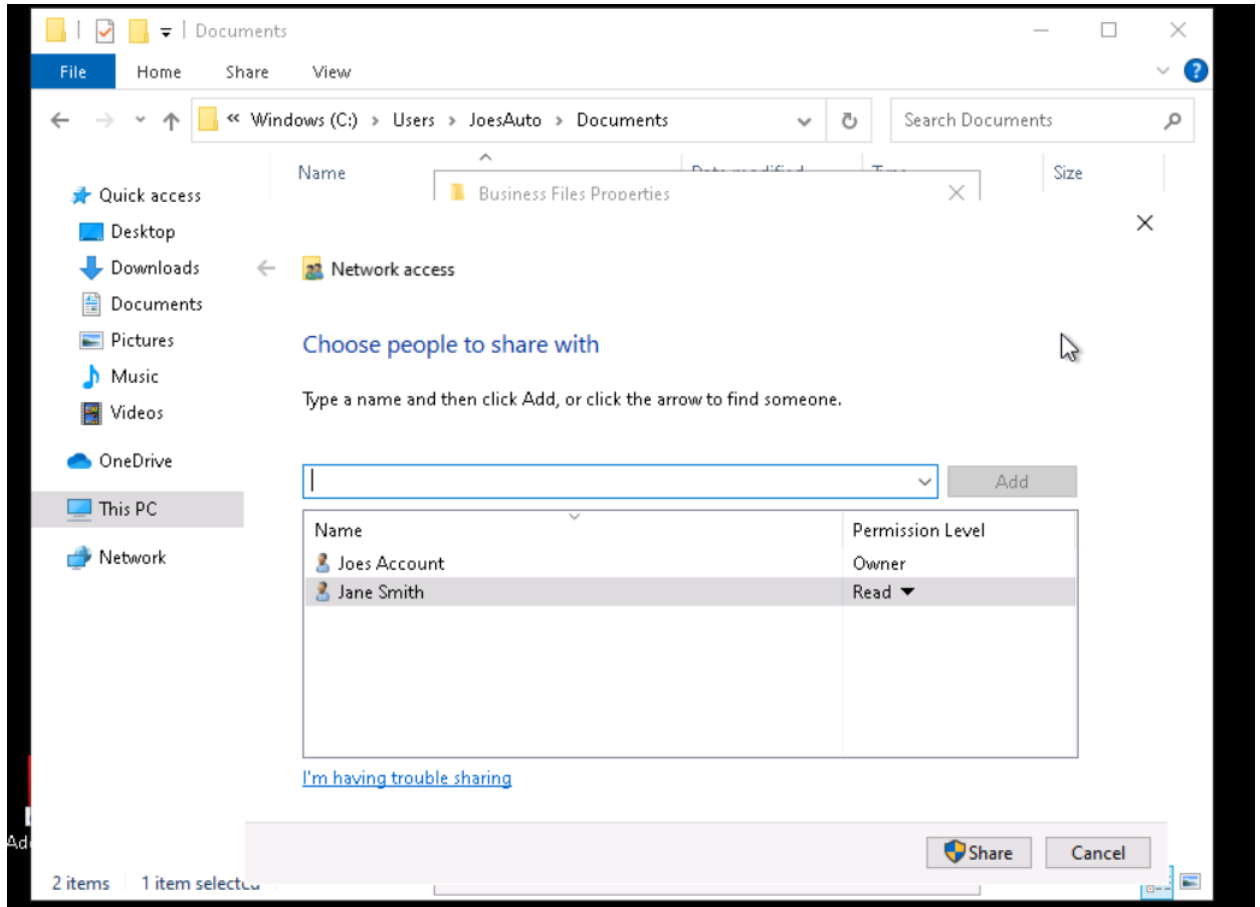 Documents
File Home Share View
« Windows (C:) > Users > JoesAuto > Documents
Search Documents
Name Size
Business Files Properties
Quick access
Desktop
Downloads
Documents
Pictures
Music
Videos
OneDrive
This PC
Network
Network access
Choose people to share with
Type a name and then click Add, or click the arrow to find someone.
Add
Name Permission Level
Joes Account Owner
Jane Smith Read
I'm having trouble sharing
Share Cancel
2 items 1 item selected